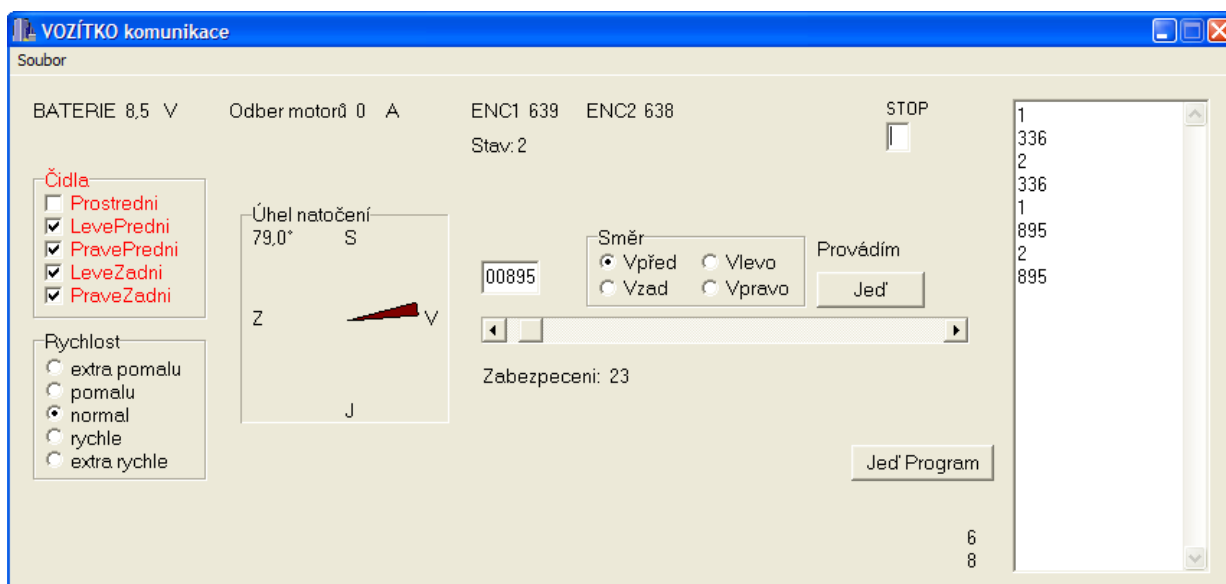 VOZÍTKO komunikace
Soubor
BATERIE 8,5 V
Odber motorů 0 A
ENC1 639 ENC2 638
Stav: 2
STOP
Čidla
Prostredni
LevePredni
PravePredni
LeveZadni
PraveZadni
Rychlost
extra pomalu
pomalu
normal
rychle
extra rychle
Úhel natočení
79,0°
S
Z
V
J
00895
Směr
Vpřed Vlevo
Vzad Vpravo
Provádím
Jeď
Zabezpeceni: 23
Jeď Program
6
8
1
336
2
336
1
895
2
895